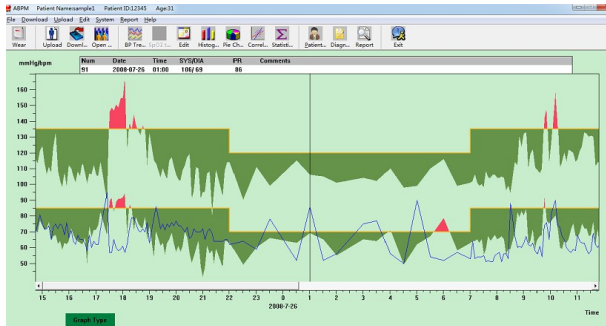 ABPM Patient Namesample1 Patient ID:12345 Age:31
File Download Upload Edit System Report Help
Wear Upload Downl... Open ... BP Tre... SpO2 t... Edit Histog... Pie Ch... Correl... Statisti... Patient.. Diagn... Report Exit
mmHg/bpm
Num Date Time SYS/DIA PR Comments
91 2008-07-26 01:00 106/69 86
160
150
140
130
120
110
100
90
80
70
60
50
15 16 17 18 19 20 21 22 23 0 1 2 3 4 5 6 7 8 9 10 11
2008-7-26
Time
Graph Type